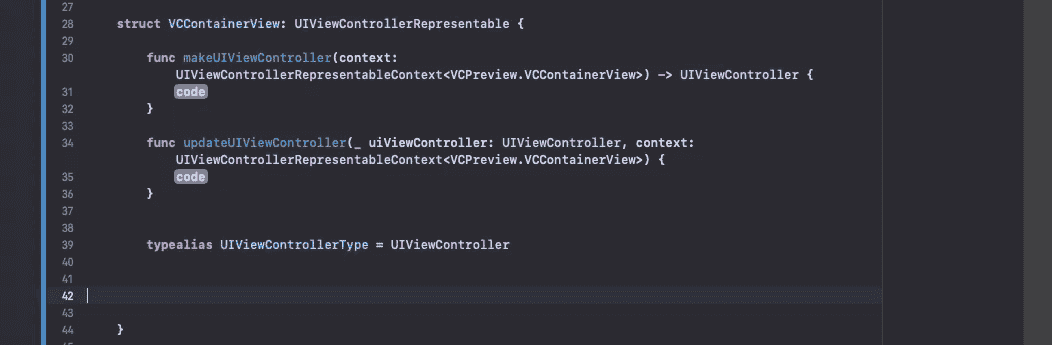 27
28 struct VCContainerView: UIViewControllerRepresentable {
29
30 func makeUIViewController(context:
UIViewControllerRepresentableContext<VCPreview.VCContainerView>) -> UIViewController {
31 code
32 }
33
34 func updateUIViewController(_ uiViewController: UIViewController, context:
UIViewControllerRepresentableContext<VCPreview.VCContainerView>) {
35 code
36 }
37
38
39 typealias UIViewControllerType = UIViewController
40
41
42
43
44 }